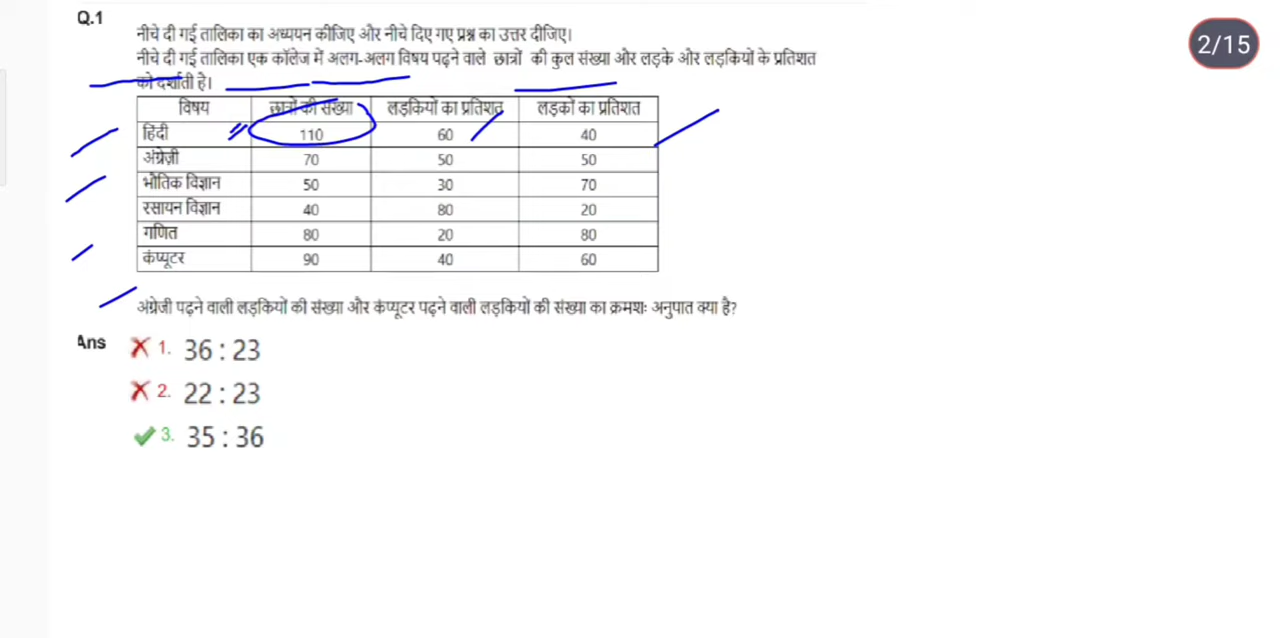 Q.1
2/15
नीचे दी गई तालिका का अध्ययन कीजिए और नीचे दिए गए प्रश्न का उत्तर दीजिए।
नीचे दी गई तालिका एक कॉलेज में अलग-अलग विषय पढ़ने वाले छात्रों की कुल संख्या और लड़के और लड़कियों के प्रतिशत
को दर्शाती है।
विषय छात्रों की संख्या लड़कियों का प्रतिशत लड़कों का प्रतिशत
हिंदी 110 60 40
अंग्रेज़ी 70 50 50
भौतिक विज्ञान 50 30 70
रसायन विज्ञान 40 80 20
गणित 80 20 80
कंप्यूटर 90 40 60
अंग्रेजी पढ़ने वाली लड़कियों की संख्या और कंप्यूटर पढ़ने वाली लड़कियों की संख्या का क्रमशः अनुपात क्या है?
Ans 1. 36 : 23
2. 22 : 23
3. 35 : 36